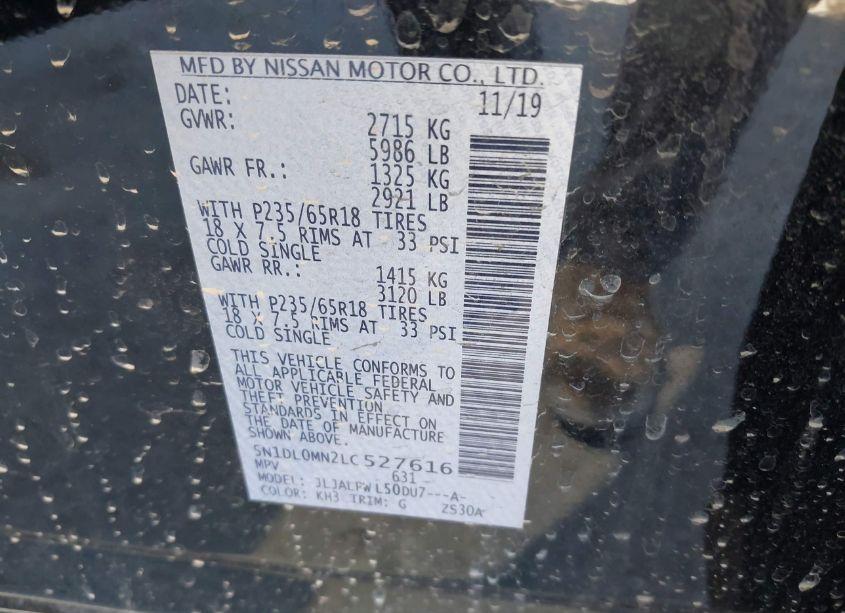 MFD BY NISSAN MOTOR CO., LTD.
DATE: 11/19
GVWR: 2715 KG
5986 LB
GAWR FR.: 1325 KG
2921 LB
WITH P235/65R18 TIRES
18 X 7.5 RIMS AT 33 PSI
COLD SINGLE
GAWR RR.: 1415 KG
3120 LB
WITH P235/65R18 TIRES
18 X 7.5 RIMS AT 33 PSI
COLD SINGLE
THIS VEHICLE CONFORMS TO
ALL APPLICABLE FEDERAL
MOTOR VEHICLE SAFETY AND
THEFT PREVENTION
STANDARDS IN EFFECT ON
THE DATE OF MANUFACTURE
SHOWN ABOVE.
5N1DL0MN2LC527616
MPV 631
MODEL: JLJALFWL50DU7---A-
COLOR: KH3 TRIM: G ZS30A